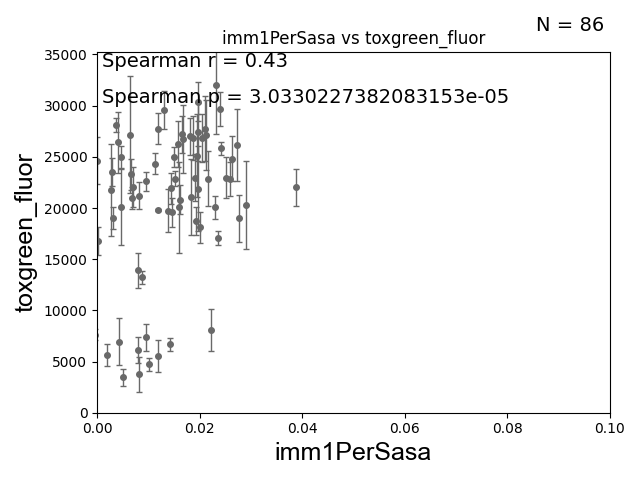 N = 86
imm1PerSasa vs toxgreen_fluor
Spearman r = 0.43
Spearman p = 3.0330227382083153e-05
toxgreen_fluor
35000
30000
25000
20000
15000
10000
5000
0
0.00 0.02 0.04 0.06 0.08 0.10
imm1PerSasa